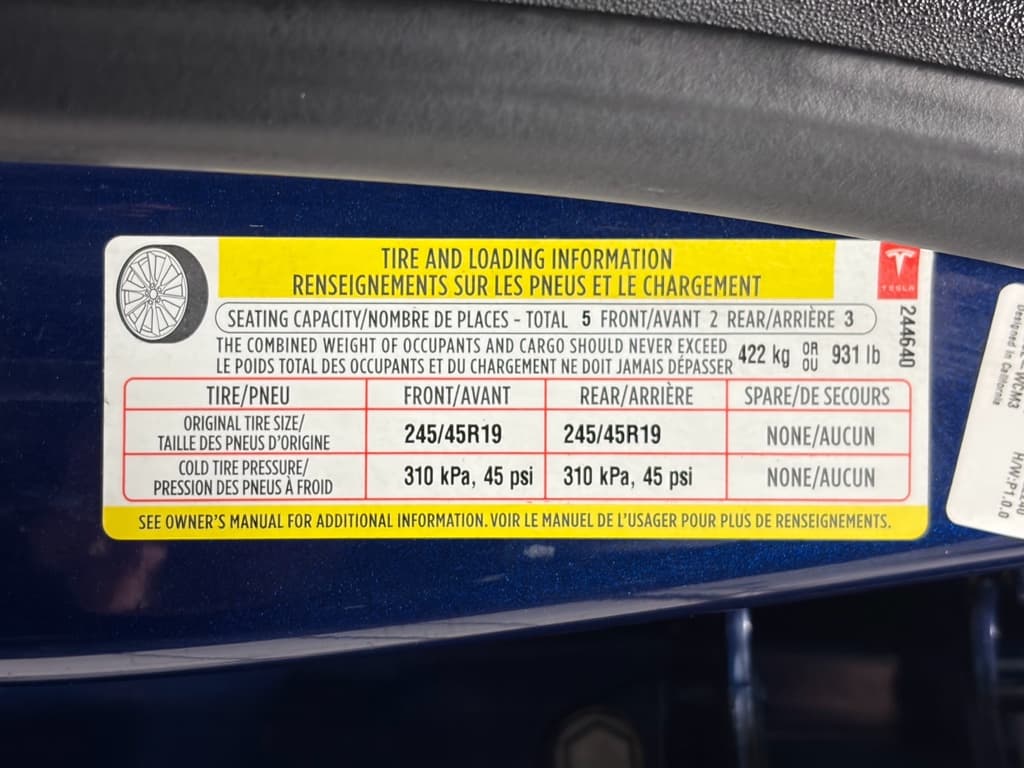 TIRE AND LOADING INFORMATION
RENSEIGNEMENTS SUR LES PNEUS ET LE CHARGEMENT
TESLA
SEATING CAPACITY/NOMBRE DE PLACES - TOTAL 5 FRONT/AVANT 2 REAR/ARRIÈRE 3
THE COMBINED WEIGHT OF OCCUPANTS AND CARGO SHOULD NEVER EXCEED
LE POIDS TOTAL DES OCCUPANTS ET DU CHARGEMENT NE DOIT JAMAIS DÉPASSER
422 kg OR OU 931 lb
244640
TIRE/PNEU FRONT/AVANT REAR/ARRIÈRE SPARE/DE SECOURS
ORIGINAL TIRE SIZE/
TAILLE DES PNEUS D'ORIGINE
245/45R19 245/45R19 NONE/AUCUN
COLD TIRE PRESSURE/
PRESSION DES PNEUS À FROID
310 kPa, 45 psi 310 kPa, 45 psi NONE/AUCUN
SEE OWNER'S MANUAL FOR ADDITIONAL INFORMATION. VOIR LE MANUEL DE L'USAGER POUR PLUS DE RENSEIGNEMENTS.
Designed in California
H/W:P1.0.0